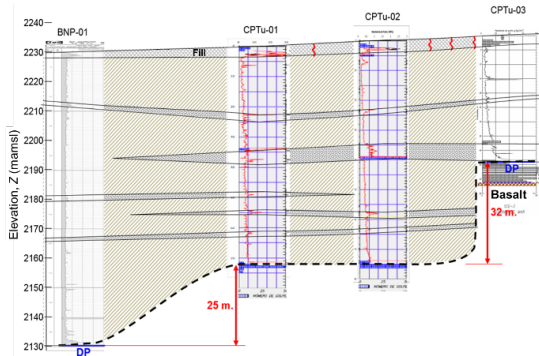 CPTu-03
CPTu-01
CPTu-02
BNP-01
2240
2230
2220
2210
2200
2190
2180
2170
2160
2150
2140
2130
Elevation, Z (mamsl)
Fill
DP
Basalt
32 m.
25 m.
DP